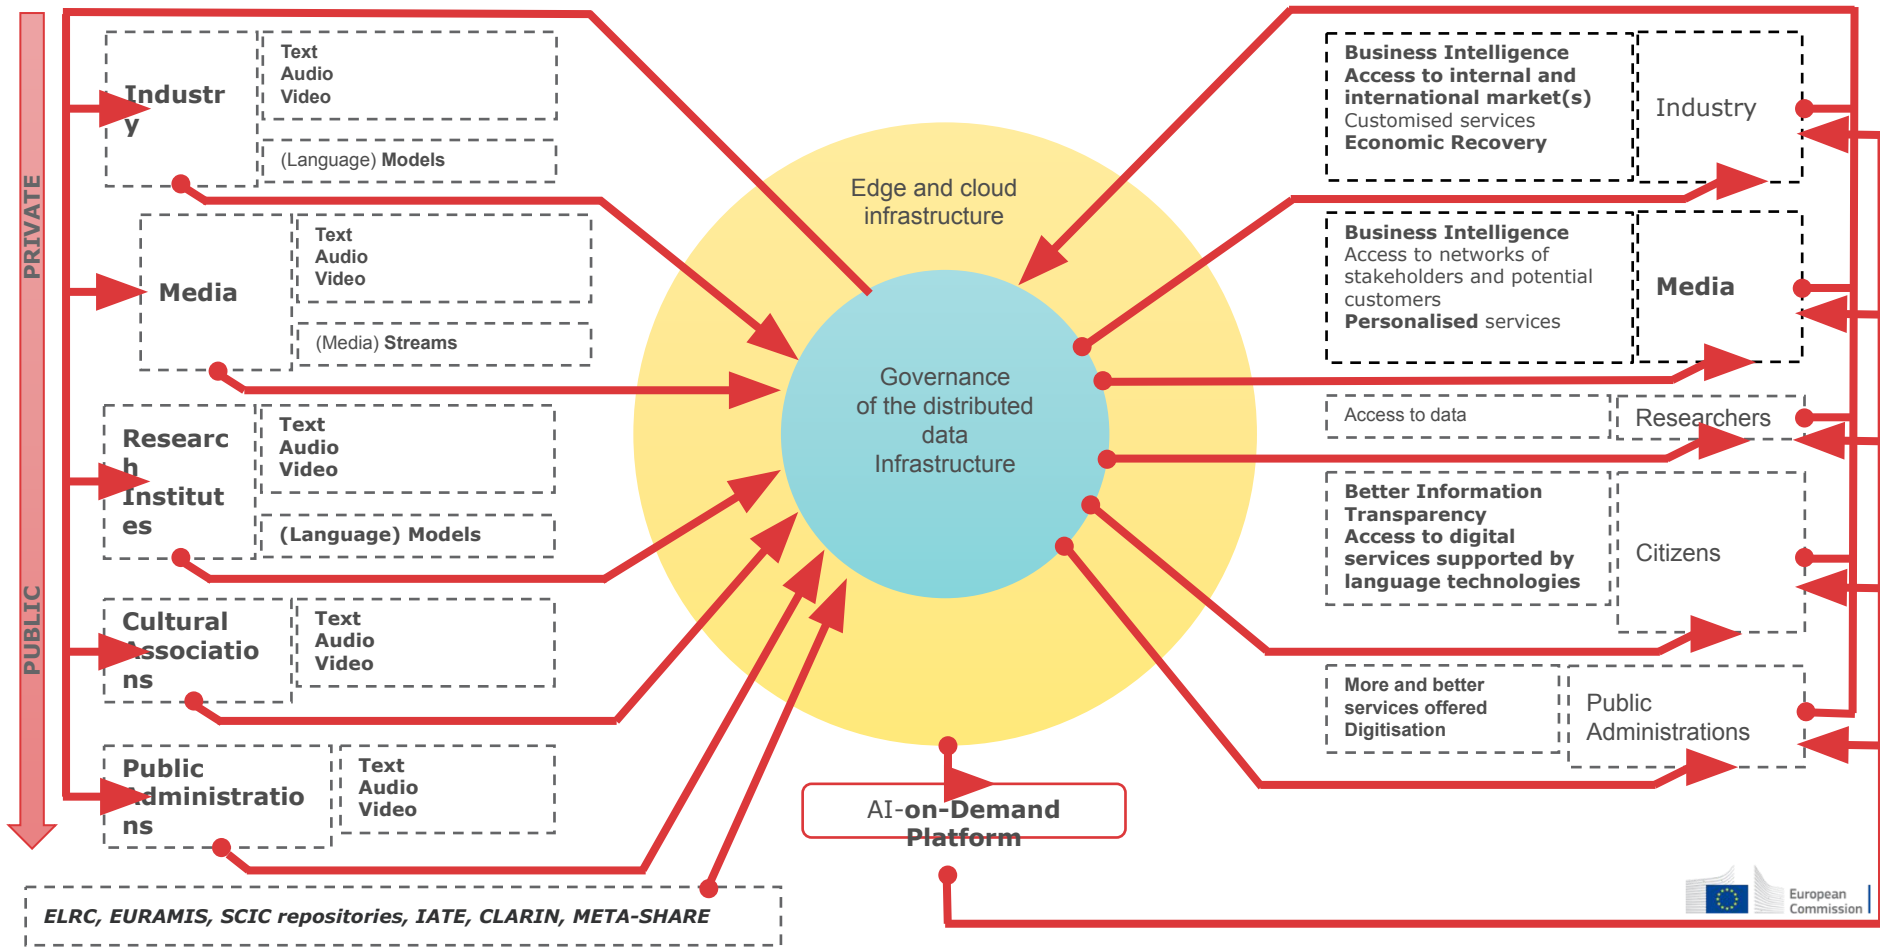 PRIVATE
PUBLIC
Industr
y
Text
Audio
Video
(Language) Models
Media
Text
Audio
Video
(Media) Streams
Researc
h
Institut
es
Text
Audio
Video
(Language) Models
Cultural
Associatio
ns
Text
Audio
Video
Public
Administratio
ns
Text
Audio
Video
ELRC, EURAMIS, SCIC repositories, IATE, CLARIN, META-SHARE
Edge and cloud
infrastructure
Governance
of the distributed
data
Infrastructure
AI-on-Demand
Platform
Business Intelligence
Access to internal and
international market(s)
Customised services
Economic Recovery
Industry
Business Intelligence
Access to networks of
stakeholders and potential
customers
Personalised services
Media
Access to data
Researchers
Better Information
Transparency
Access to digital
services supported by
language technologies
Citizens
More and better
services offered
Digitisation
Public
Administrations
European
Commission